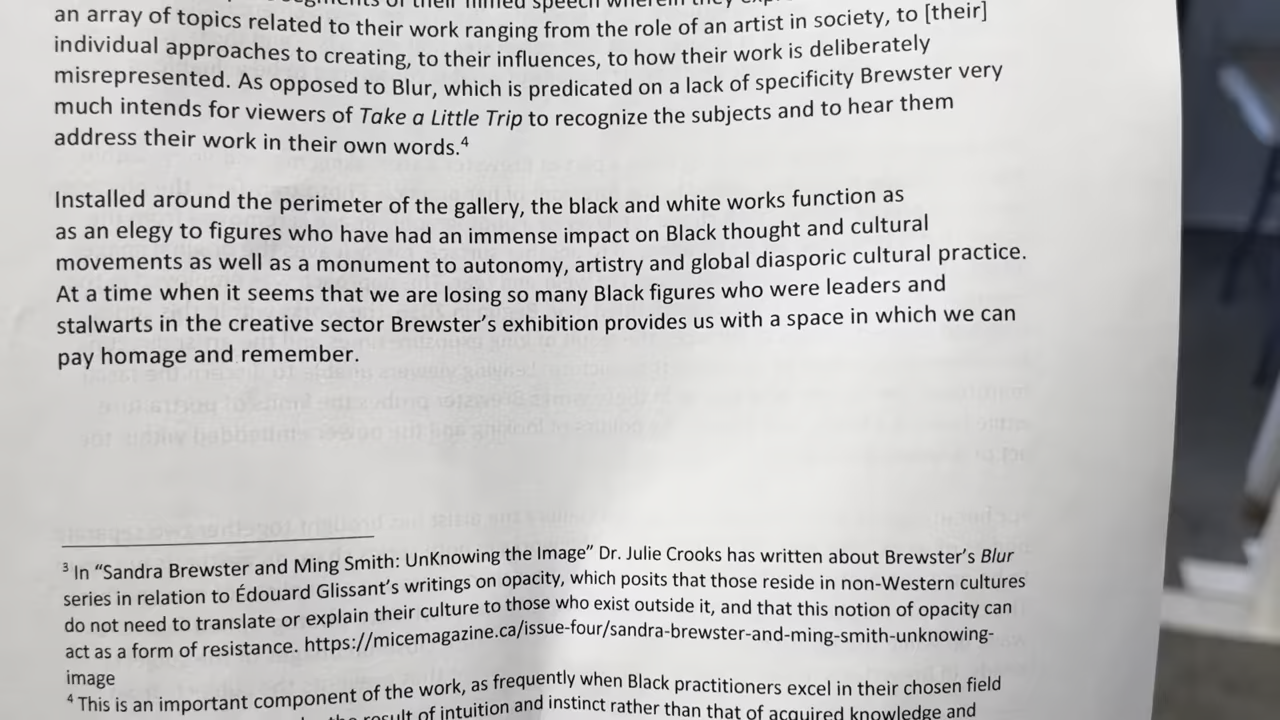 of their filmed speech wherein they
an array of topics related to their work ranging from the role of an artist in society, to [their]
individual approaches to creating, to their influences, to how their work is deliberately
misrepresented. As opposed to Blur, which is predicated on a lack of specificity Brewster very
much intends for viewers of Take a Little Trip to recognize the subjects and to hear them
address their work in their own words.⁴
Installed around the perimeter of the gallery, the black and white works function as
as an elegy to figures who have had an immense impact on Black thought and cultural
movements as well as a monument to autonomy, artistry and global diasporic cultural practice.
At a time when it seems that we are losing so many Black figures who were leaders and
stalwarts in the creative sector Brewster’s exhibition provides us with a space in which we can
pay homage and remember.
³ In “Sandra Brewster and Ming Smith: UnKnowing the Image” Dr. Julie Crooks has written about Brewster’s Blur
series in relation to Édouard Glissant’s writings on opacity, which posits that those reside in non-Western cultures
do not need to translate or explain their culture to those who exist outside it, and that this notion of opacity can
act as a form of resistance. https://micemagazine.ca/issue-four/sandra-brewster-and-ming-smith-unknowing-
image
⁴ This is an important component of the work, as frequently when Black practitioners excel in their chosen field
the result of intuition and instinct rather than that of acquired knowledge and